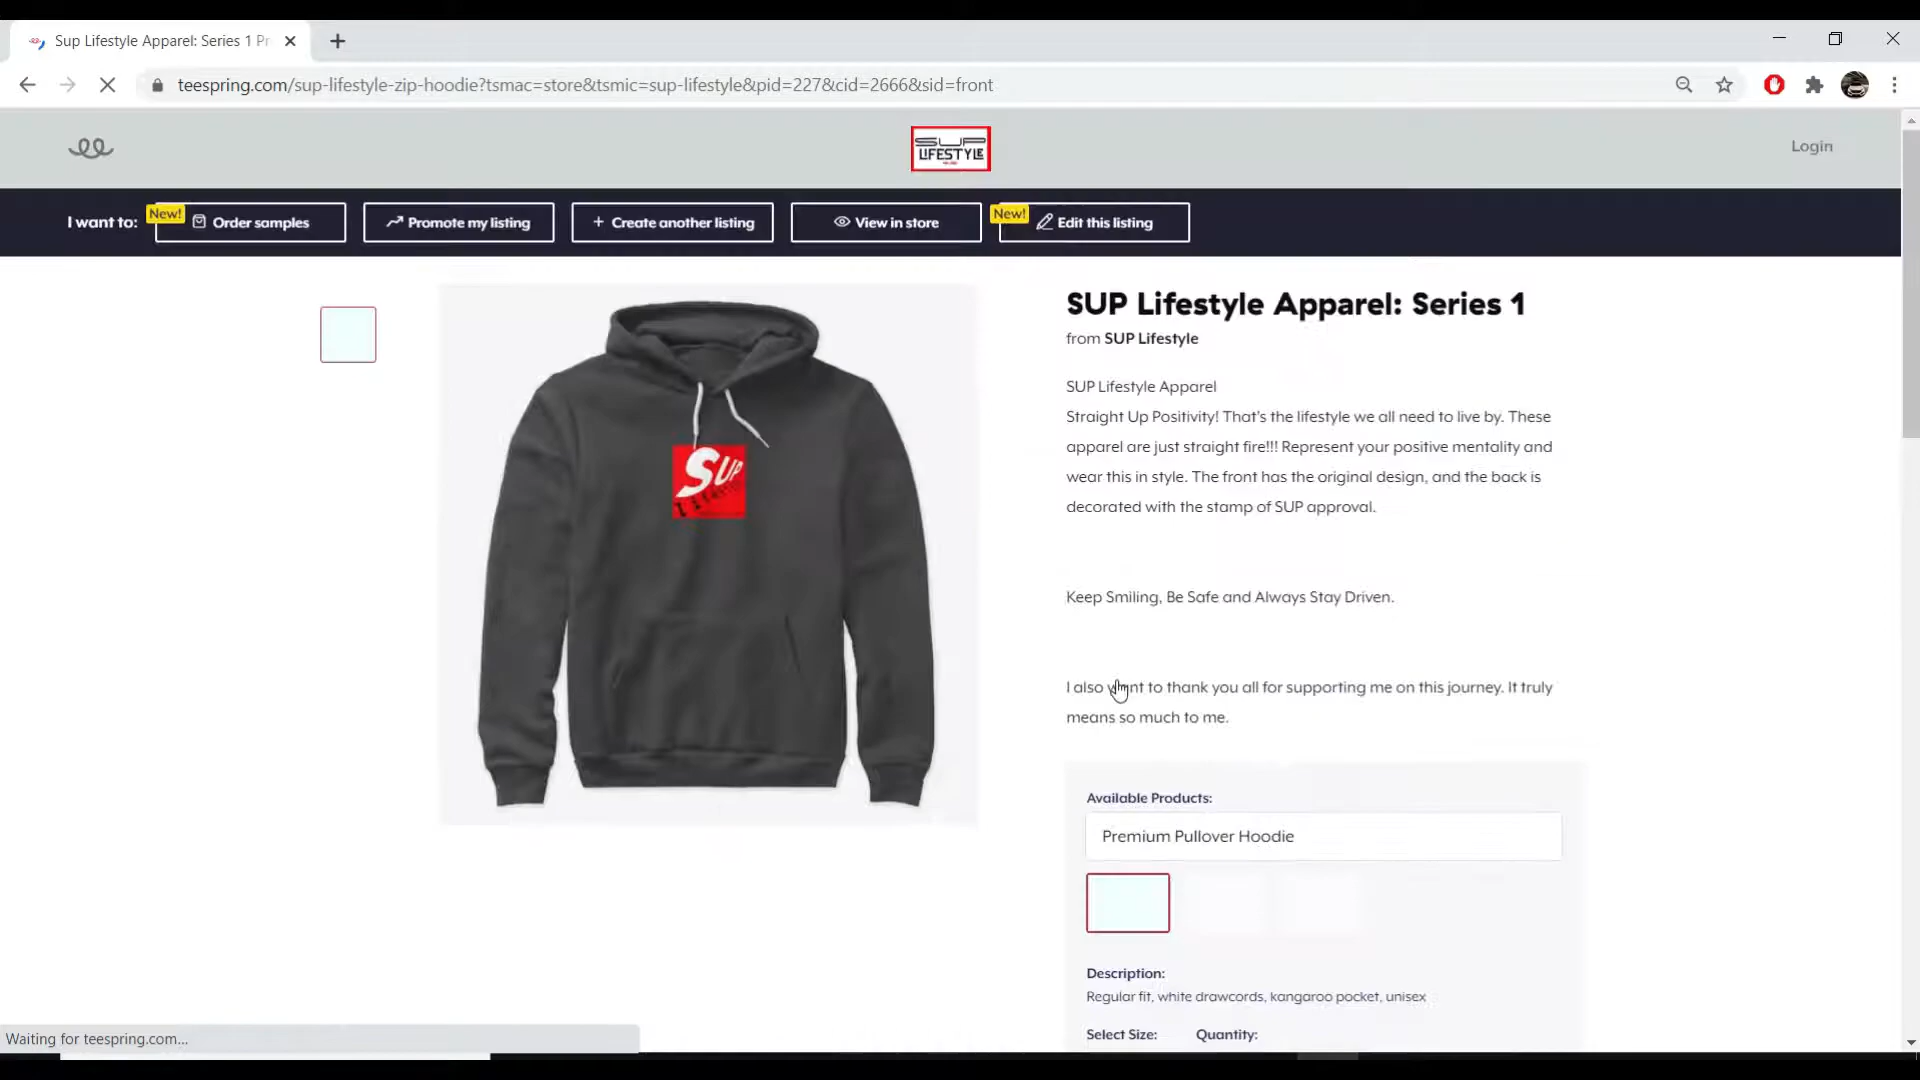 Sup Lifestyle Apparel: Series 1 Pr
teespring.com/sup-lifestyle-zip-hoodie?tsmac=store&tsmic=sup-lifestyle&pid=227&cid=2666&sid=front
SUP
LIFESTYLE
Login
I want to:
New!
Order samples
Promote my listing
Create another listing
View in store
New!
Edit this listing
SUP Lifestyle Apparel: Series 1
from SUP Lifestyle
SUP Lifestyle Apparel
Straight Up Positivity! That's the lifestyle we all need to live by. These
apparel are just straight fire!!! Represent your positive mentality and
wear this in style. The front has the original design, and the back is
decorated with the stamp of SUP approval.
Keep Smiling, Be Safe and Always Stay Driven.
I also want to thank you all for supporting me on this journey. It truly
means so much to me.
SUP
Lifestyle
Available Products:
Premium Pullover Hoodie
Description:
Regular fit, white drawcords, kangaroo pocket, unisex
Select Size:
Quantity:
Waiting for teespring.com...